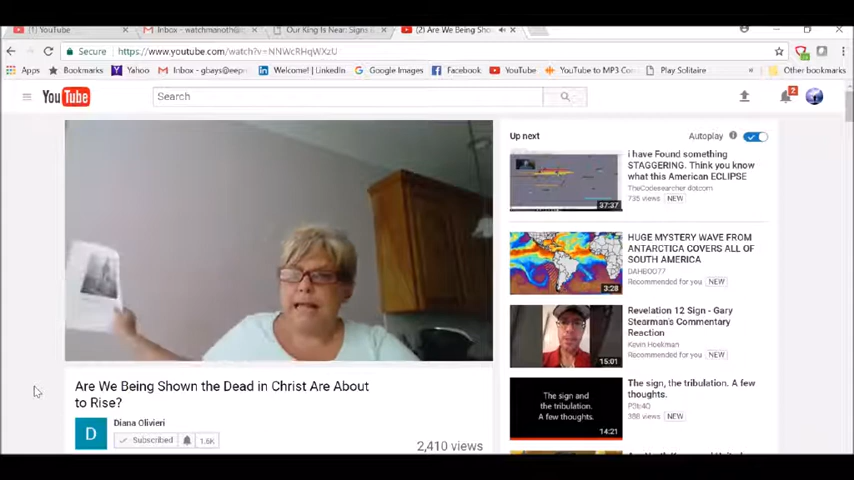 YouTube
Inbox - watchmanoth@
Our King Is Near: Signs
(2) Are We Being Sho
Secure
https://www.youtube.com/watch?v=NNWcRHqWXzU
Apps
Bookmarks
Yahoo
Inbox - gbays@eep
Welcome! | LinkedIn
Google Images
Facebook
YouTube
YouTube to MP3 Con
Play Solitaire
Other bookmarks
YouTube
Search
2
Up next
Autoplay
i have Found something
STAGGERING. Think you know
what this American ECLIPSE
TheCodesearcher dotcom
735 views NEW
37:37
HUGE MYSTERY WAVE FROM
ANTARCTICA COVERS ALL OF
SOUTH AMERICA
DAHBOO77
Recommended for you NEW
3:28
Revelation 12 Sign - Gary
Stearman's Commentary
Reaction
Kevin Hoekman
Recommended for you NEW
15:01
The sign and
the tribulation.
A few thoughts.
14:21
The sign, the tribulation. A few
thoughts.
NEW
Are We Being Shown the Dead in Christ Are About
to Rise?
D
Diana Olivieri
Subscribed
1.6K
2,410 views